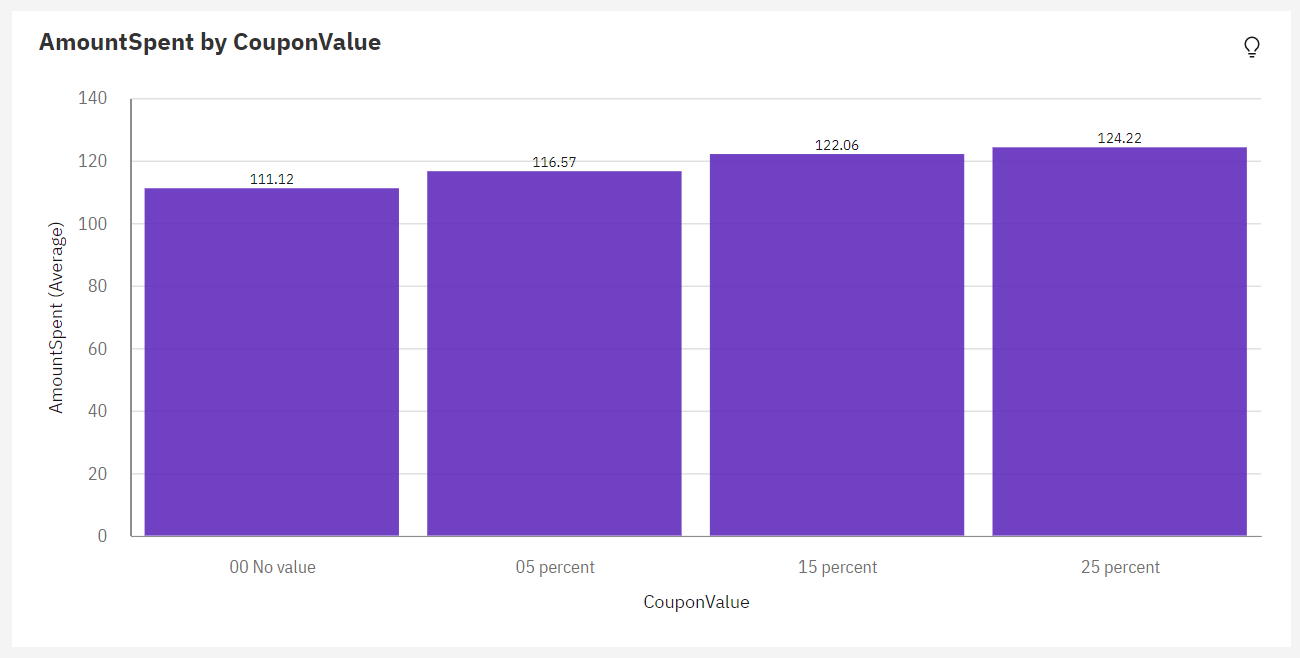 AmountSpent by CouponValue
140
120
100
80
60
40
20
0
AmountSpent (Average)
111.12
116.57
122.06
124.22
00 No value
05 percent
15 percent
25 percent
CouponValue